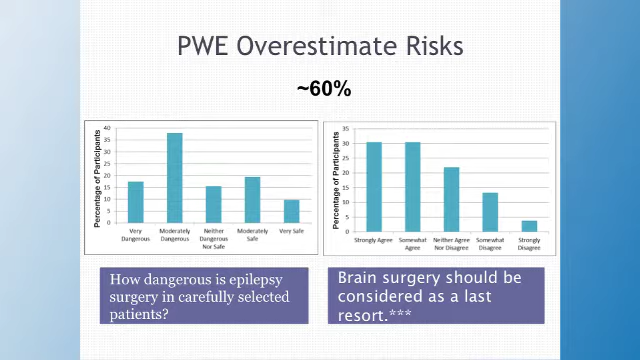 PWE Overestimate Risks
~60%
Percentage of Participants
40
35
30
25
20
15
10
5
0
Very
Dangerous
Moderately
Dangerous
Neither
Dangerous
Nor Safe
Moderately
Safe
Very Safe
How dangerous is epilepsy
surgery in carefully selected
patients?
Percentage of Participants
35
30
25
20
15
10
5
0
Strongly Agree
Somewhat
Agree
Neither Agree
Nor Disagree
Somewhat
Disagree
Strongly
Disagree
Brain surgery should be
considered as a last
resort.***